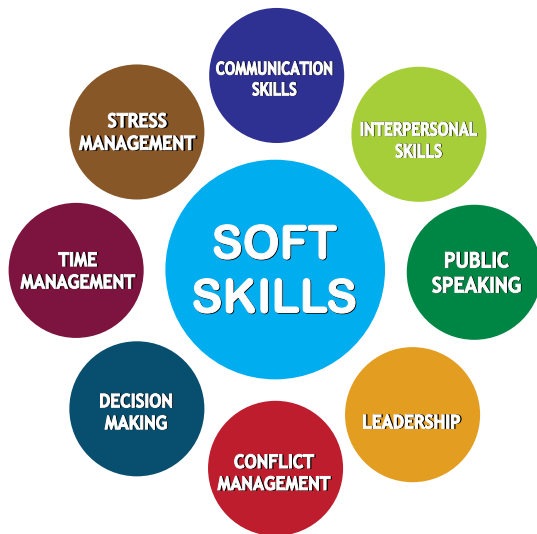 COMMUNICATION
SKILLS
INTERPERSONAL
SKILLS
PUBLIC
SPEAKING
LEADERSHIP
CONFLICT
MANAGEMENT
DECISION
MAKING
TIME
MANAGEMENT
STRESS
MANAGEMENT
SOFT
SKILLS